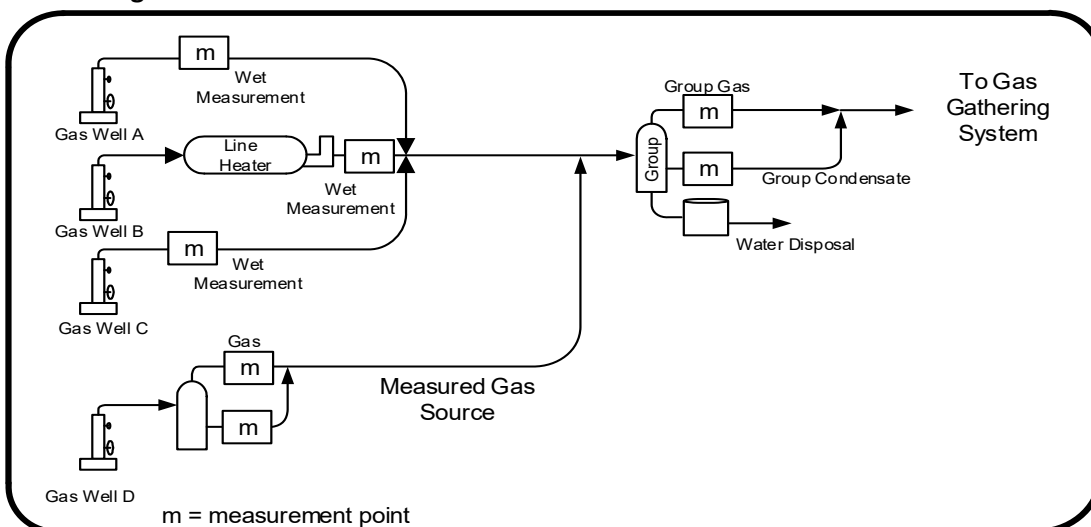 m
Wet
Measurement
Gas Well A
Line
Heater
m
Wet
Measurement
Gas Well B
m
Wet
Measurement
Gas Well C
Group Gas
m
To Gas
Gathering
System
Group
m
Group Condensate
Water Disposal
Gas
m
Measured Gas
Source
m
Gas Well D
m = measurement point